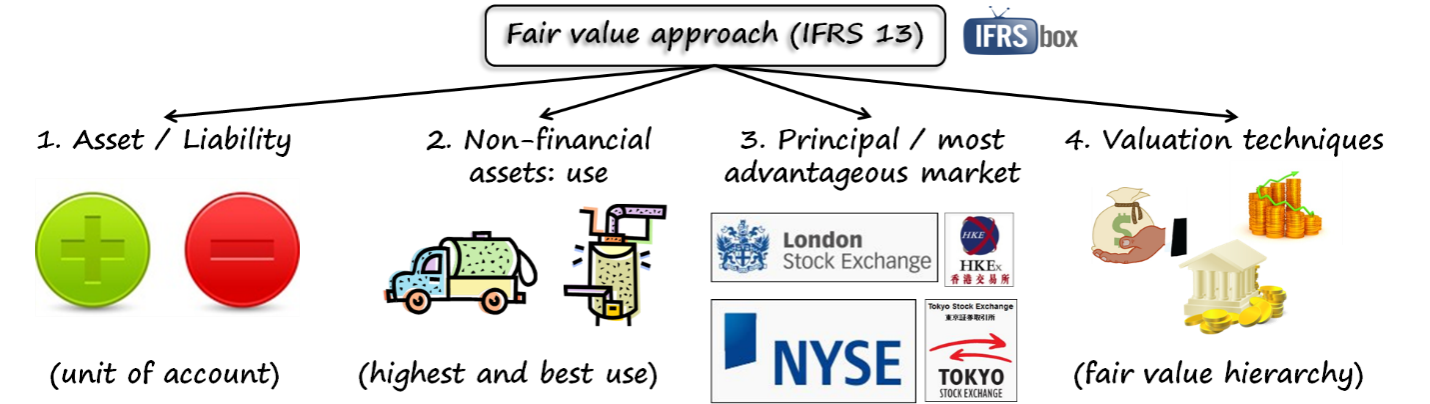 Fair value approach (IFRS 13)
IFRS box
1. Asset / Liability
2. Non-financial
assets: use
3. Principal / most
advantageous market
4. Valuation techniques
London
Stock Exchange
HKE
HKEx
香港交易所
NYSE
Tokyo Stock Exchange
東京証券取引所
TOKYO
STOCK EXCHANGE
$
(unit of account)
(highest and best use)
(fair value hierarchy)